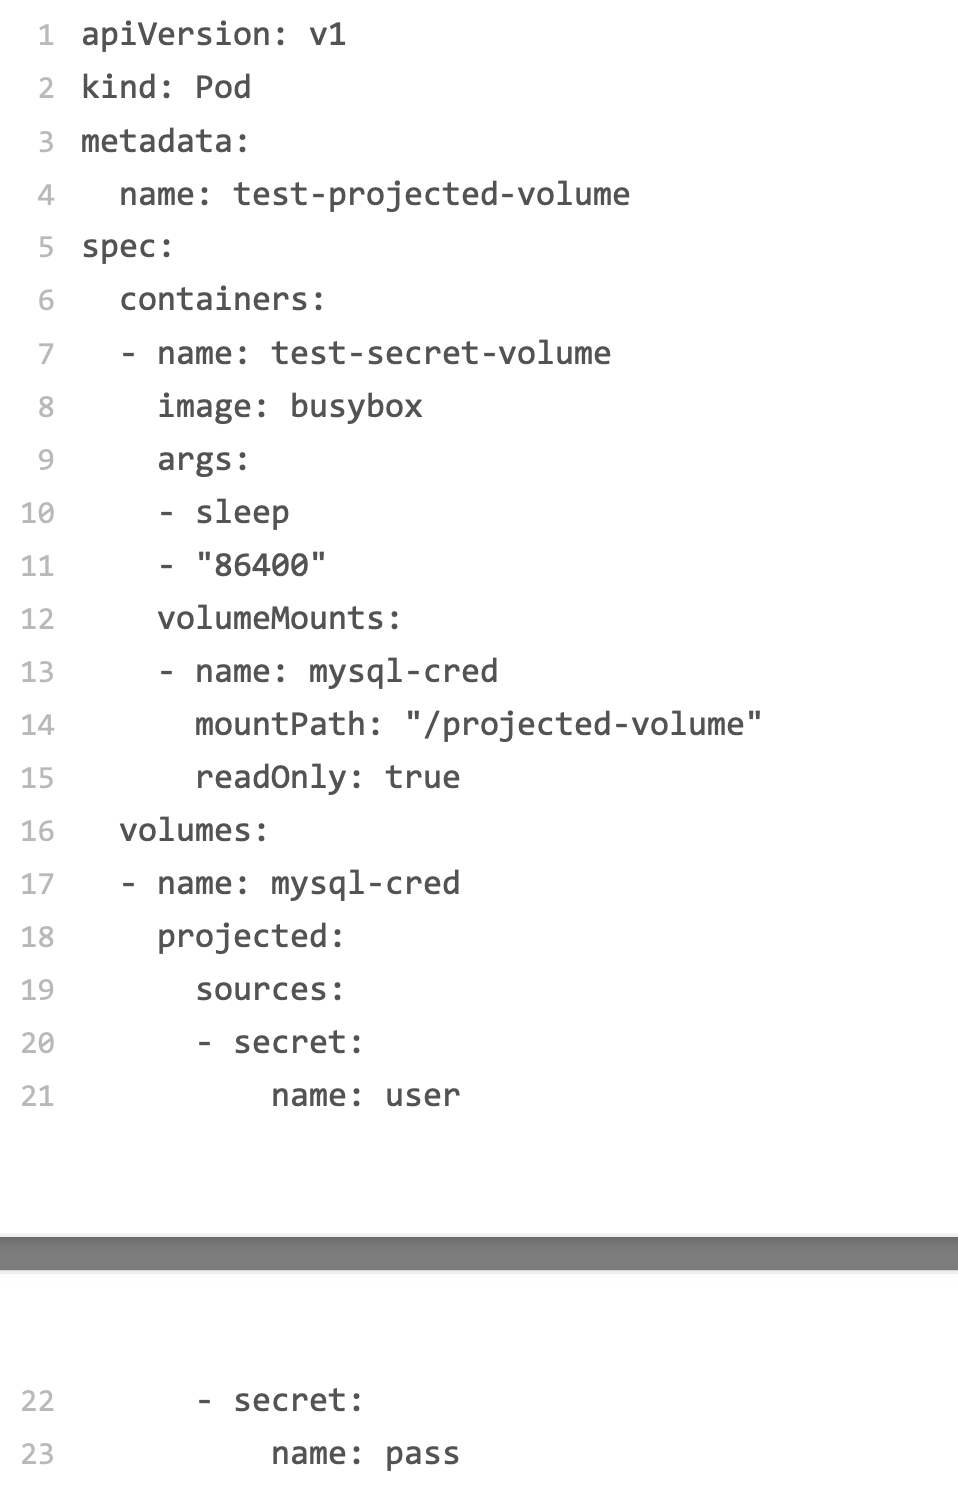 1 apiVersion: v1
2 kind: Pod
3 metadata:
4   name: test-projected-volume
5 spec:
6   containers:
7   - name: test-secret-volume
8     image: busybox
9     args:
10     - sleep
11     - "86400"
12     volumeMounts:
13     - name: mysql-cred
14       mountPath: "/projected-volume"
15       readOnly: true
16   volumes:
17   - name: mysql-cred
18     projected:
19       sources:
20       - secret:
21           name: user
22       - secret:
23           name: pass